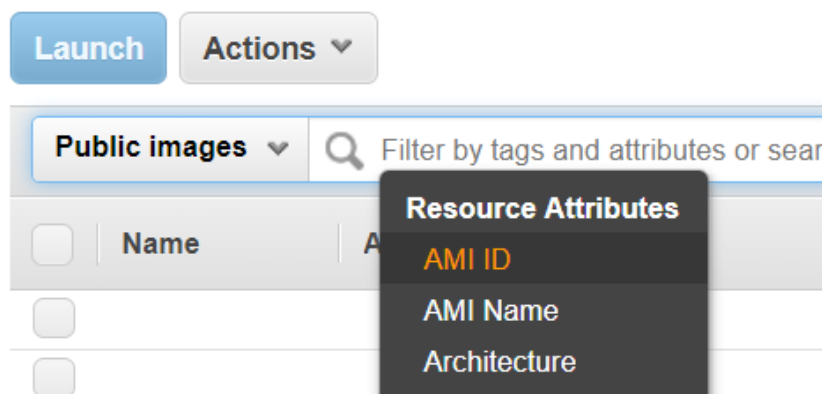 Launch Actions
Public images Filter by tags and attributes or sear
Resource Attributes
Name A
AMI ID
AMI Name
Architecture